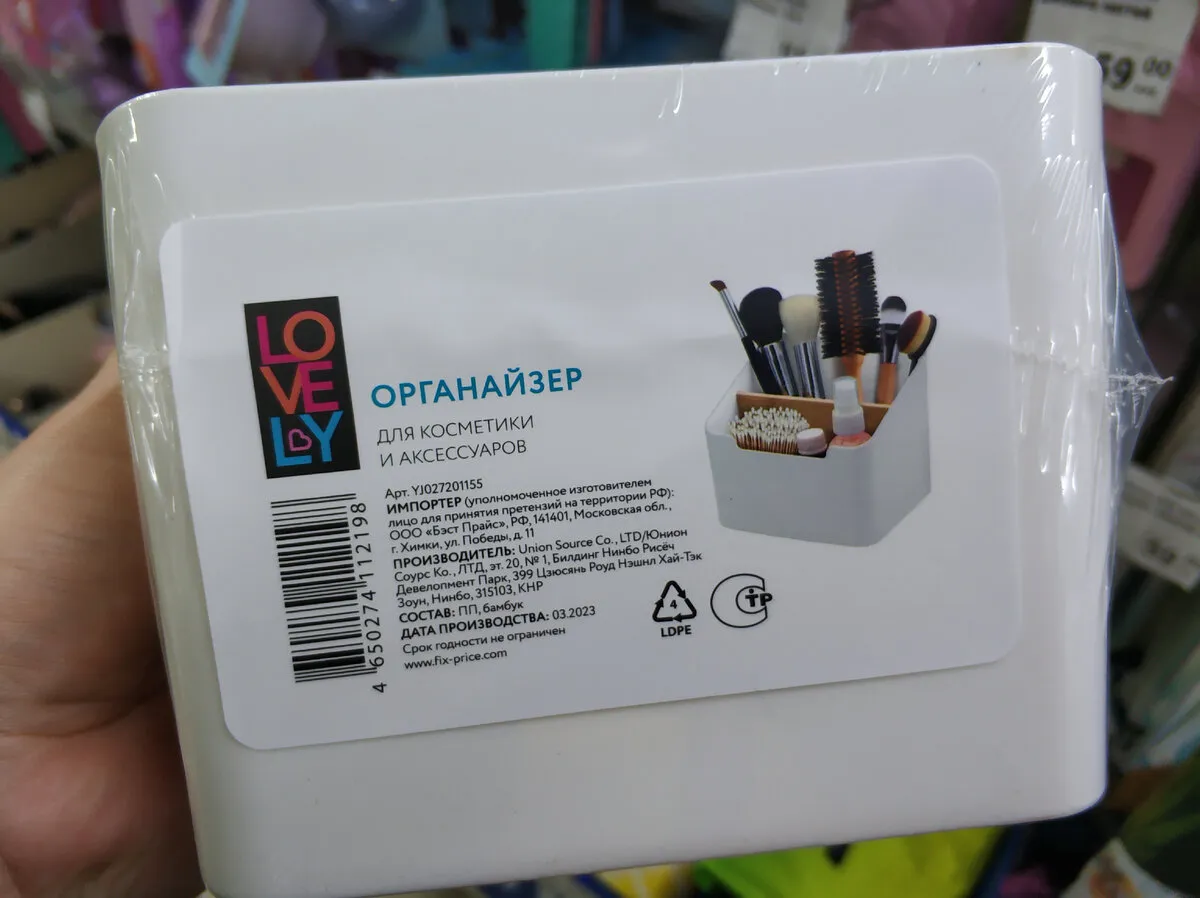 59 00
LO
VE
LY
ОРГАНАЙЗЕР
ДЛЯ КОСМЕТИКИ
И АКСЕССУАРОВ
Арт. YJ027201155
ИМПОРТЕР (уполномоченное изготовителем
лицо для принятия претензий на территории РФ):
ООО «Бэст Прайс», РФ, 141401, Московская обл.,
г. Химки, ул. Победы, д. 11
ПРОИЗВОДИТЕЛЬ: Union Source Co., LTD/Юнион
Соурс Ко., ЛТД, эт. 20, № 1, Билдинг Нинбо Рисёч
Девелопмент Парк, 399 Цзюсянь Роуд Нэшнл Хай-Тэк
Зоун, Нинбо, 315103, КНР
СОСТАВ: ПП, бамбук
ДАТА ПРОИЗВОДСТВА: 03.2023
Срок годности не ограничен
www.fix-price.com
4 650274 112198
4
LDPE
СТР